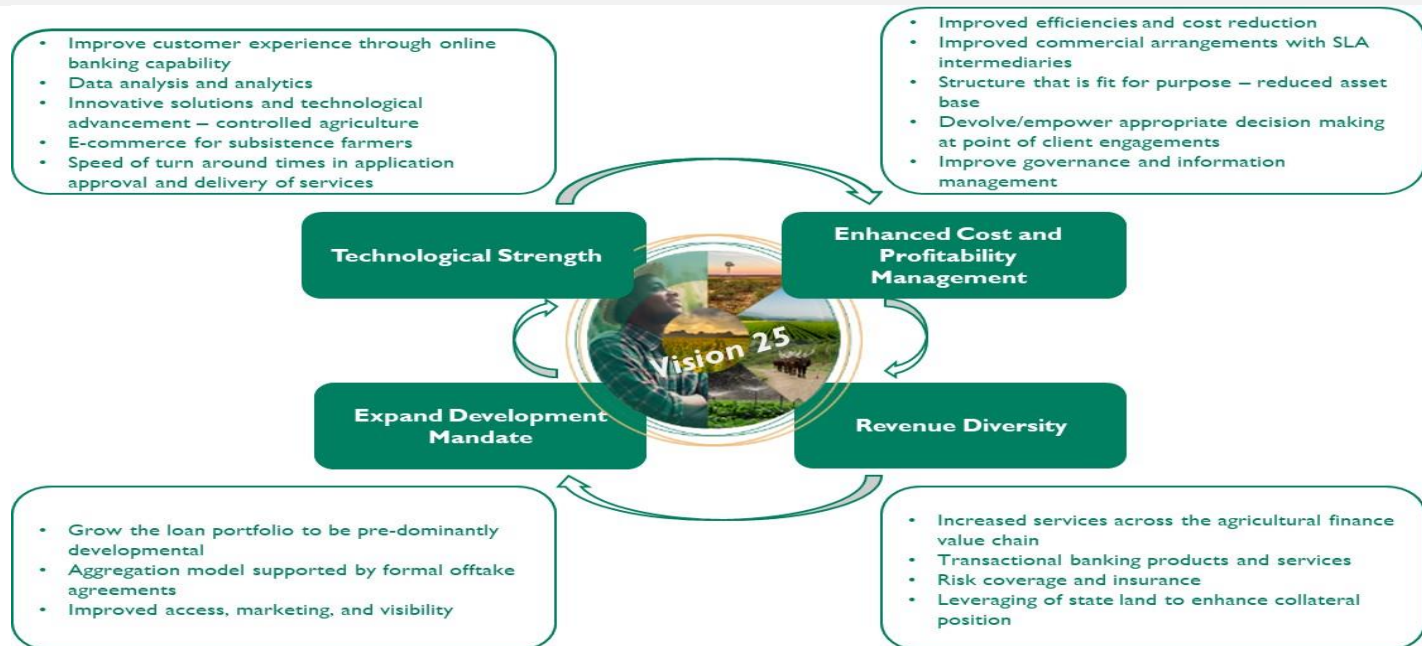 • Improve customer experience through online
banking capability
• Data analysis and analytics
• Innovative solutions and technological
advancement – controlled agriculture
• E-commerce for subsistence farmers
• Speed of turn around times in application
approval and delivery of services
• Improved efficiencies and cost reduction
• Improved commercial arrangements with SLA
intermediaries
• Structure that is fit for purpose – reduced asset
base
• Devolve/empower appropriate decision making
at point of client engagements
• Improve governance and information
management
Technological Strength
Enhanced Cost and
Profitability
Management
Vision 25
Expand Development
Mandate
Revenue Diversity
• Grow the loan portfolio to be pre-dominantly
developmental
• Aggregation model supported by formal offtake
agreements
• Improved access, marketing, and visibility
• Increased services across the agricultural finance
value chain
• Transactional banking products and services
• Risk coverage and insurance
• Leveraging of state land to enhance collateral
position